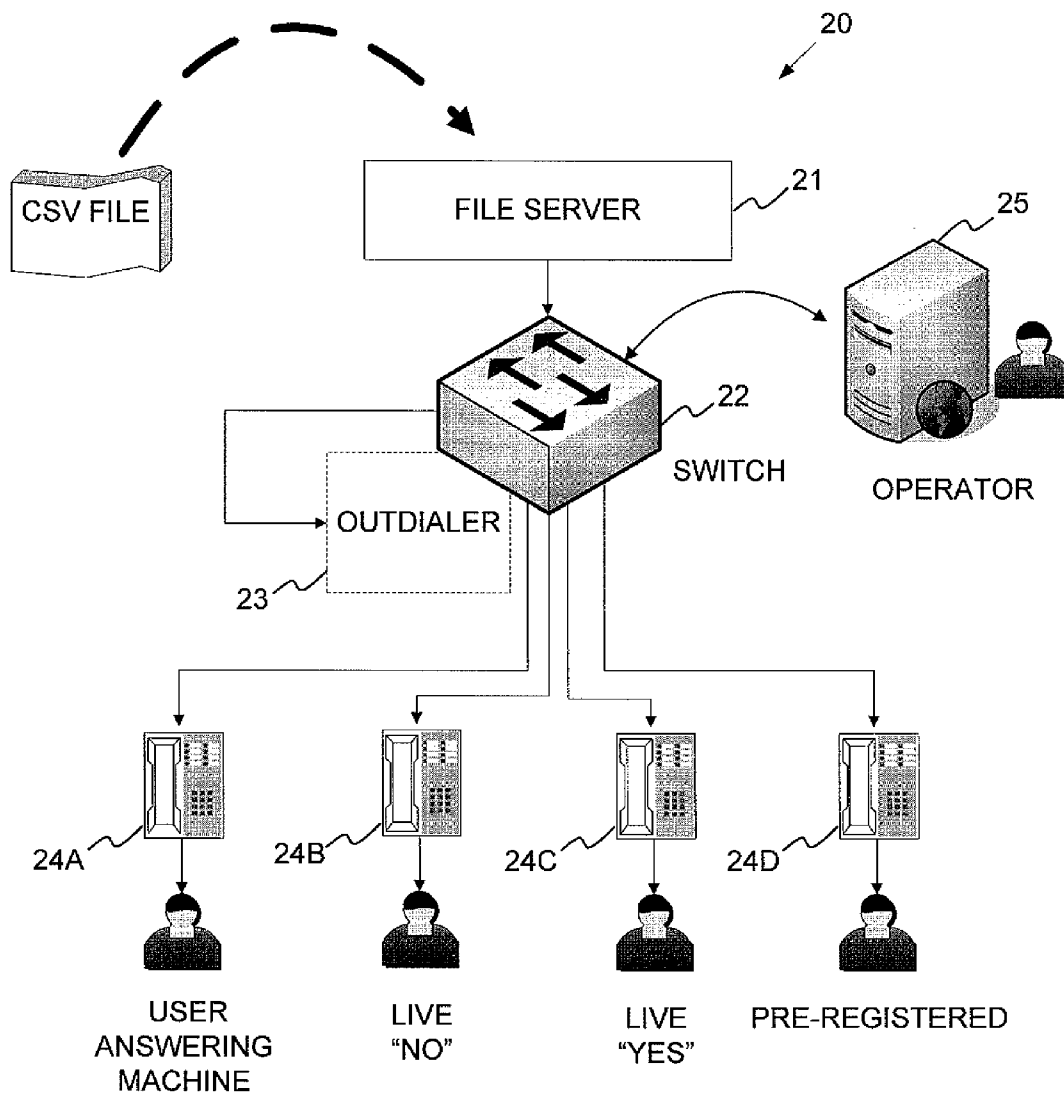 20
CSV FILE
FILE SERVER
21
25
22
SWITCH
OPERATOR
OUTDIALER
23
24A
24B
24C
24D
USER
ANSWERING
MACHINE
LIVE
"NO"
LIVE
"YES"
PRE-REGISTERED